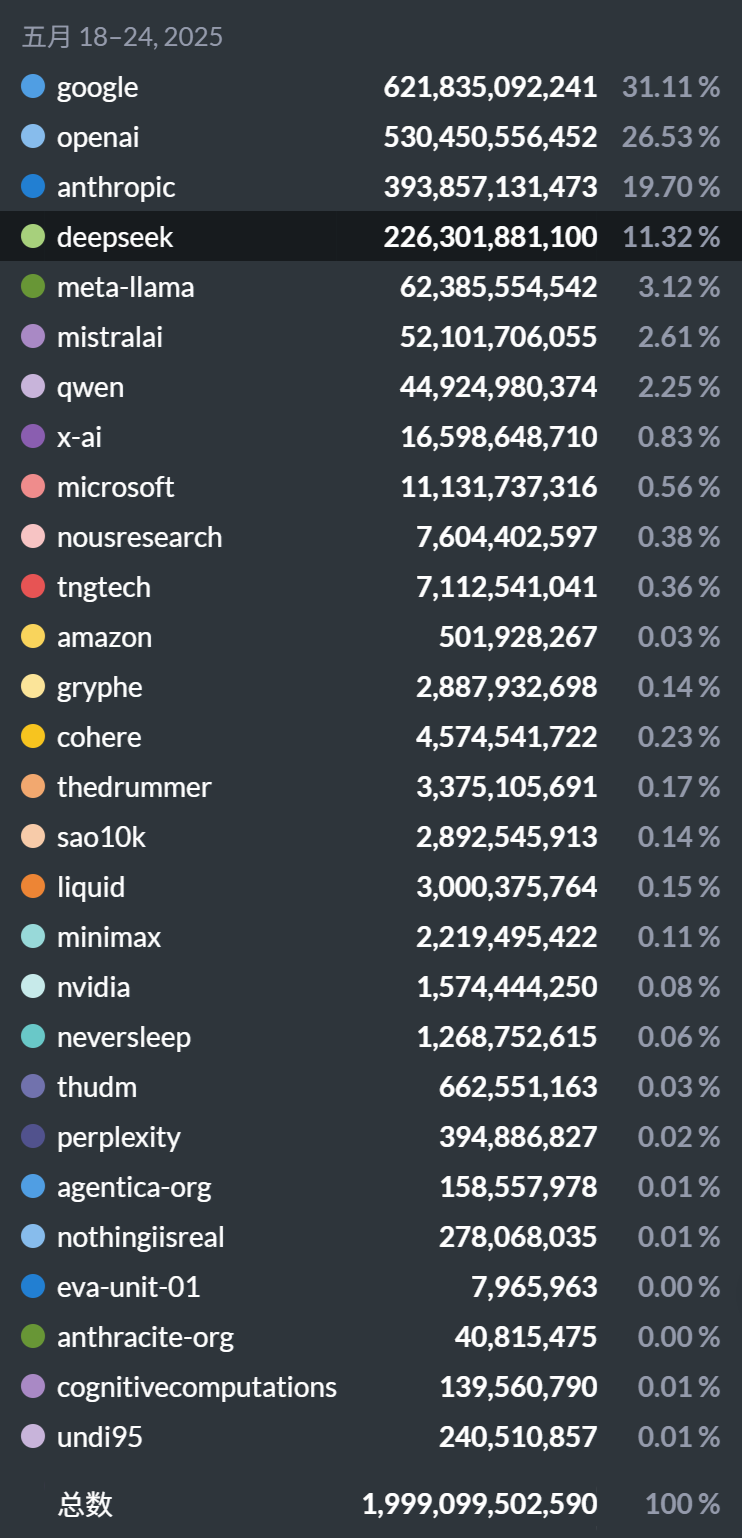 五月 18–24, 2025
google 621,835,092,241 31.11 %
openai 530,450,556,452 26.53 %
anthropic 393,857,131,473 19.70 %
deepseek 226,301,881,100 11.32 %
meta-llama 62,385,554,542 3.12 %
mistralai 52,101,706,055 2.61 %
qwen 44,924,980,374 2.25 %
x-ai 16,598,648,710 0.83 %
microsoft 11,131,737,316 0.56 %
nousresearch 7,604,402,597 0.38 %
tngtech 7,112,541,041 0.36 %
amazon 501,928,267 0.03 %
gryphe 2,887,932,698 0.14 %
cohere 4,574,541,722 0.23 %
thedrummer 3,375,105,691 0.17 %
sao10k 2,892,545,913 0.14 %
liquid 3,000,375,764 0.15 %
minimax 2,219,495,422 0.11 %
nvidia 1,574,444,250 0.08 %
neversleep 1,268,752,615 0.06 %
thudm 662,551,163 0.03 %
perplexity 394,886,827 0.02 %
agentica-org 158,557,978 0.01 %
nothingiisreal 278,068,035 0.01 %
eva-unit-01 7,965,963 0.00 %
anthracite-org 40,815,475 0.00 %
cognitivecomputations 139,560,790 0.01 %
undi95 240,510,857 0.01 %
总数 1,999,099,502,590 100 %